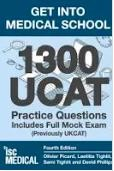 GET INTO
MEDICAL SCHOOL
1300
UCAT
Practice Questions
Includes Full Mock Exam
(Previously UKCAT)
Fourth Edition
Olivier Picard, Laetitia Tighlit,
Sami Tighlit and David Phillips
ISC
MEDICAL